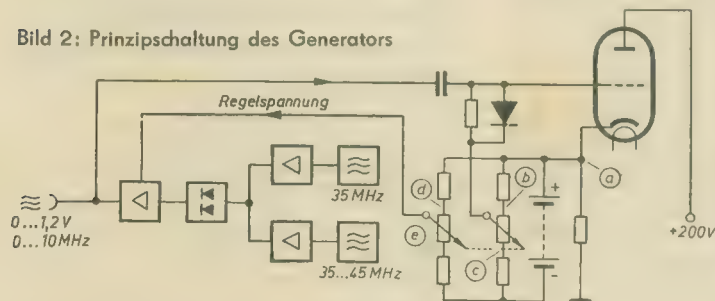 Bild 2: Prinzipschaltung des Generators
Regelspannung
35 MHz
35...45 MHz
0...1,2 V
0...10 MHz
a
b
c
d
e
+
-
+200V